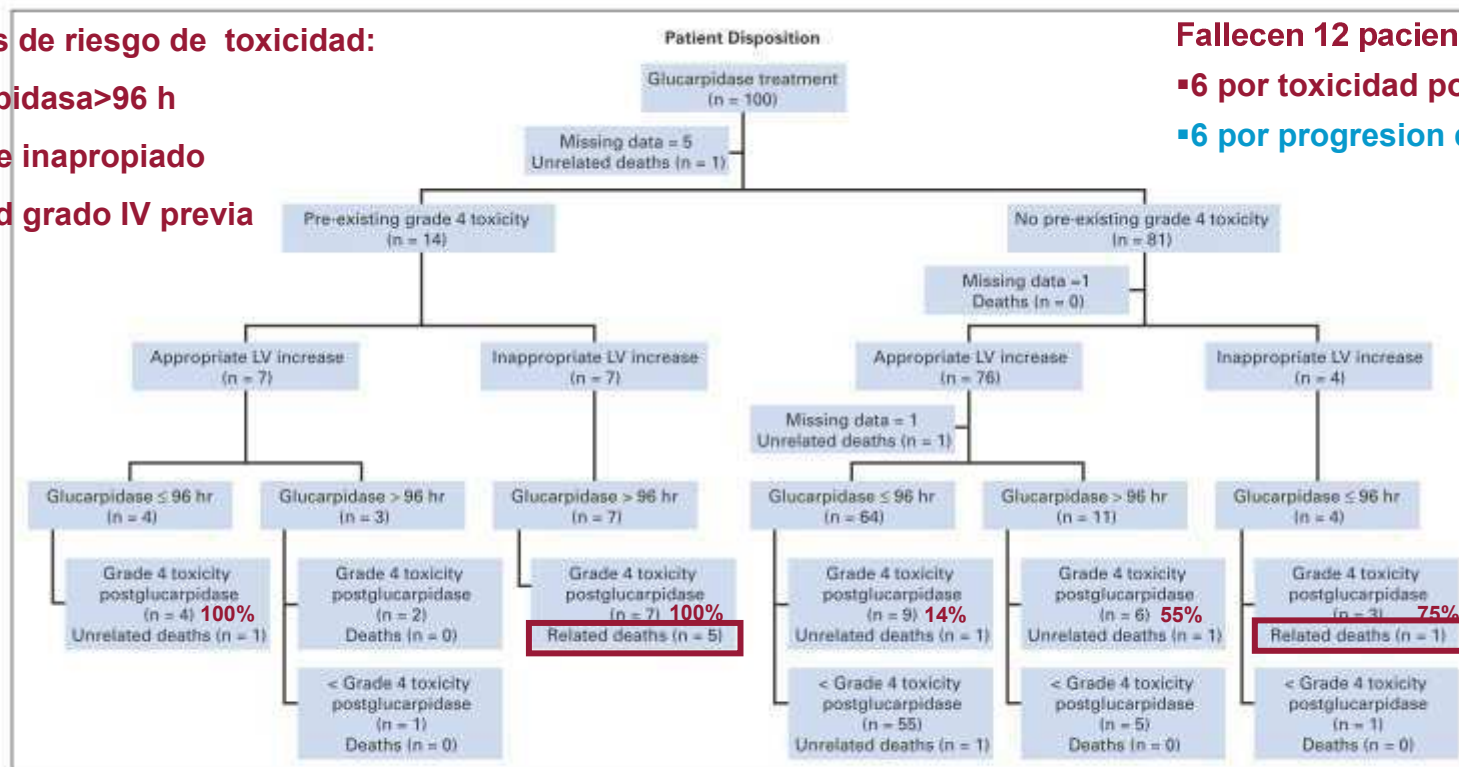 s de riesgo de toxicidad:
pidasa>96 h
e inapropiado
d grado IV previa
Fallecen 12 pacien
▪6 por toxicidad po
▪6 por progresion
Patient Disposition
Glucarpidase treatment
(n = 100)
Missing data = 5
Unrelated deaths (n = 1)
Pre-existing grade 4 toxicity
(n = 14)
No pre-existing grade 4 toxicity
(n = 81)
Missing data =1
Deaths (n = 0)
Appropriate LV increase
(n = 7)
Inappropriate LV increase
(n = 7)
Appropriate LV increase
(n = 76)
Inappropriate LV increase
(n = 4)
Missing data = 1
Unrelated deaths (n = 1)
Glucarpidase ≤ 96 hr
(n = 4)
Glucarpidase > 96 hr
(n = 3)
Glucarpidase > 96 hr
(n = 7)
Glucarpidase ≤ 96 hr
(n = 64)
Glucarpidase > 96 hr
(n = 11)
Glucarpidase ≤ 96 hr
(n = 4)
Grade 4 toxicity
postglucarpidase
(n = 4) 100%
Unrelated deaths (n = 1)
Grade 4 toxicity
postglucarpidase
(n = 2)
Deaths (n = 0)
Grade 4 toxicity
postglucarpidase
(n = 7) 100%
Related deaths (n = 5)
Grade 4 toxicity
postglucarpidase
(n = 9) 14%
Unrelated deaths (n = 1)
Grade 4 toxicity
postglucarpidase
(n = 6) 55%
Unrelated deaths (n = 1)
Grade 4 toxicity
postglucarpidase
(n = 3) 75%
Related deaths (n = 1)
< Grade 4 toxicity
postglucarpidase
(n = 1)
Deaths (n = 0)
< Grade 4 toxicity
postglucarpidase
(n = 55)
Unrelated deaths (n = 1)
< Grade 4 toxicity
postglucarpidase
(n = 5)
Deaths (n = 0)
< Grade 4 toxicity
postglucarpidase
(n = 1)
Deaths (n = 0)